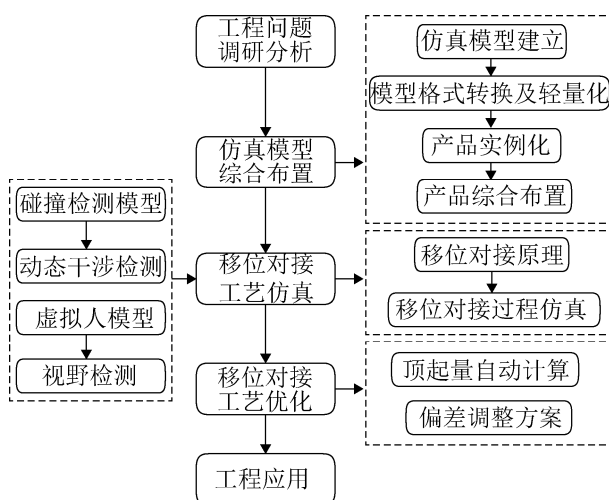 工程问题
调研分析
仿真模型
综合布置
移位对接
工艺仿真
移位对接
工艺优化
工程应用
碰撞检测模型
动态干涉检测
虚拟人模型
视野检测
仿真模型建立
模型格式转换及轻量化
产品实例化
产品综合布置
移位对接原理
移位对接过程仿真
顶起量自动计算
偏差调整方案